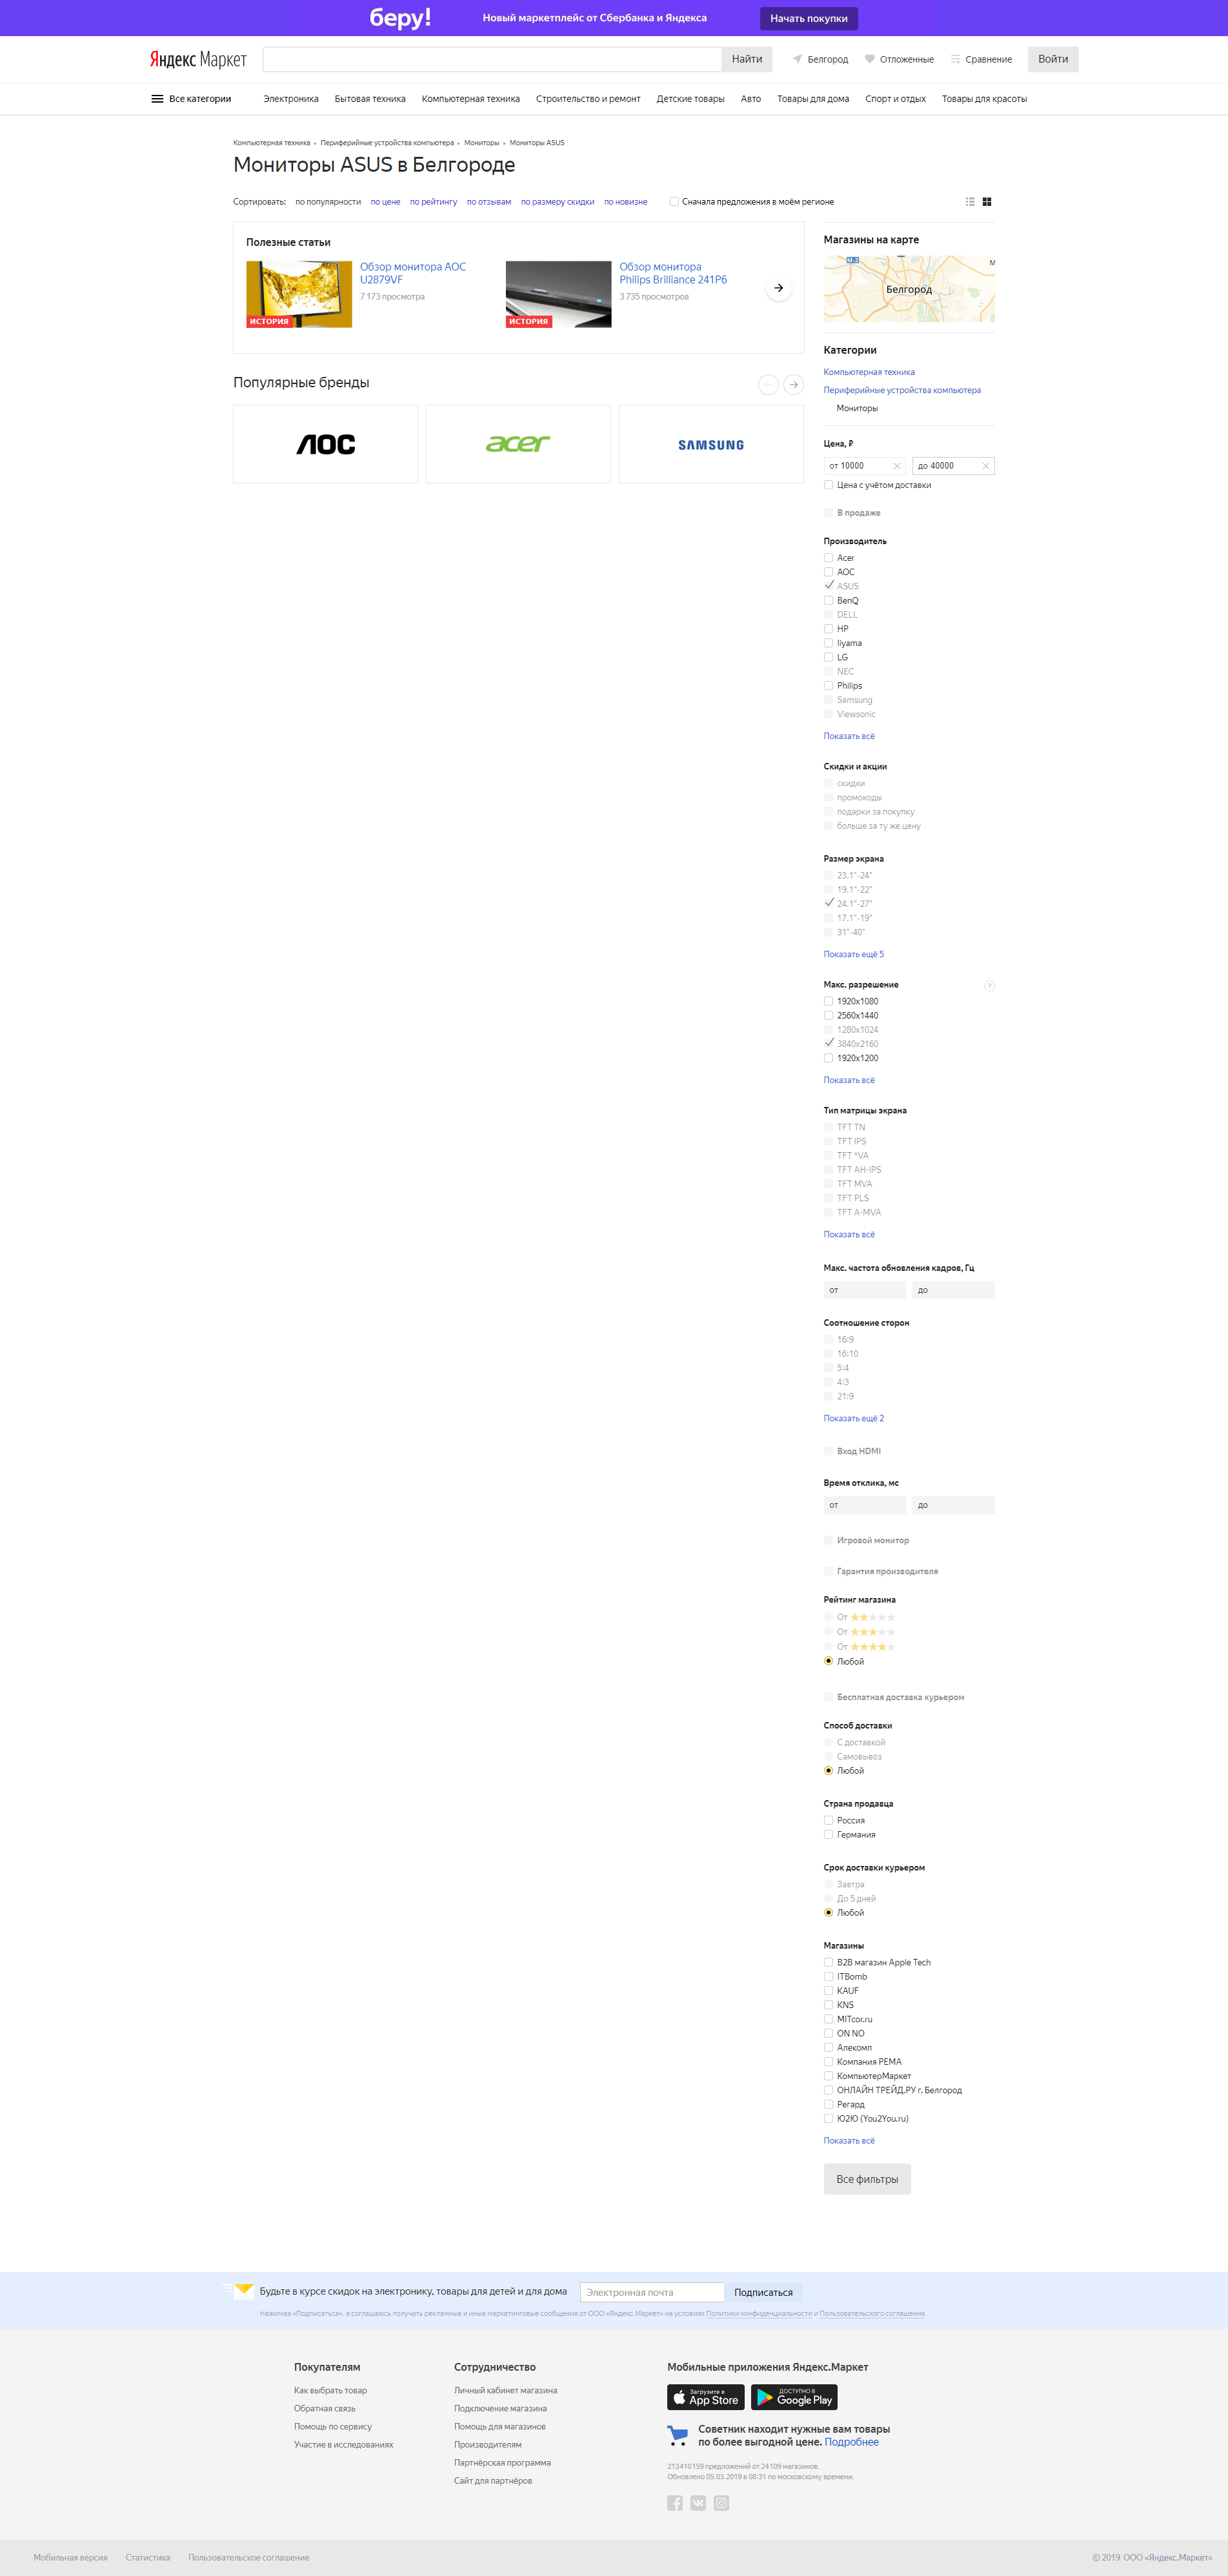 беру!
Новый маркетплейс от Сбербанка и Яндекса
Начать покупки
Яндекс Маркет
Найти
Белгород
Отложенные
Сравнение
Войти
Все категории
Электроника
Бытовая техника
Компьютерная техника
Строительство и ремонт
Детские товары
Авто
Товары для дома
Спорт и отдых
Товары для красоты
Компьютерная техника
Периферийные устройства компьютера
Мониторы
Мониторы ASUS
Мониторы ASUS в Белгороде
Сортировать: по популярности по цене по рейтингу по отзывам по размеру скидки по новизне
Сначала предложения в моём регионе
Полезные статьи
ИСТОРИЯ
Обзор монитора AOC
U2879VF
7 173 просмотра
ИСТОРИЯ
Обзор монитора
Philips Brilliance 241P6
3 735 просмотров
Популярные бренды
AOC
acer
SAMSUNG
Магазины на карте
М-2
Белгород
Категории
Компьютерная техника
Периферийные устройства компьютера
Мониторы
Цена, ₽
от 10000
до 40000
Цена с учётом доставки
В продаже
Производитель
Acer
AOC
ASUS
BenQ
DELL
HP
Iiyama
LG
NEC
Philips
Samsung
Viewsonic
Показать всё
Скидки и акции
скидки
промокоды
подарки за покупку
больше за ту же цену
Размер экрана
23.1"-24"
19.1"-22"
24.1"-27"
17.1"-19"
31"-40"
Показать ещё 5
Макс. разрешение
?
1920x1080
2560x1440
1280x1024
3840x2160
1920x1200
Показать всё
Тип матрицы экрана
TFT TN
TFT IPS
TFT *VA
TFT AH-IPS
TFT MVA
TFT PLS
TFT A-MVA
Показать всё
Макс. частота обновления кадров, Гц
от
до
Соотношение сторон
16:9
16:10
5:4
4:3
21:9
Показать ещё 2
Вход HDMI
Время отклика, мс
от
до
Игровой монитор
Гарантия производителя
Рейтинг магазина
От
От
От
Любой
Бесплатная доставка курьером
Способ доставки
С доставкой
Самовывоз
Любой
Страна продавца
Россия
Германия
Срок доставки курьером
Завтра
До 5 дней
Любой
Магазины
B2B магазин Apple Tech
ITBomb
KAUF
KNS
MITcor.ru
ON NO
Алекомп
Компания РЕМА
КомпьютерМаркет
ОНЛАЙН ТРЕЙД.РУ г. Белгород
Регард
Ю2Ю (You2You.ru)
Показать всё
Все фильтры
Будьте в курсе скидок на электронику, товары для детей и для дома
Электронная почта
Подписаться
Нажимая «Подписаться», я соглашаюсь получать рекламные и иные маркетинговые сообщения от ООО «Яндекс.Маркет» на условиях Политики конфиденциальности и Пользовательского соглашения.
Покупателям
Как выбрать товар
Обратная связь
Помощь по сервису
Участие в исследованиях
Сотрудничество
Личный кабинет магазина
Подключение магазина
Помощь для магазинов
Производителям
Партнёрская программа
Сайт для партнёров
Мобильные приложения Яндекс.Маркет
Загрузите в
App Store
ДОСТУПНО В
Google Play
Советник находит нужные вам товары
по более выгодной цене. Подробнее
213 410 159 предложений от 24 109 магазинов.
Обновлено 05.03.2019 в 08:31 по московскому времени.
Мобильная версия
Статистика
Пользовательское соглашение
© 2019 ООО «Яндекс.Маркет»